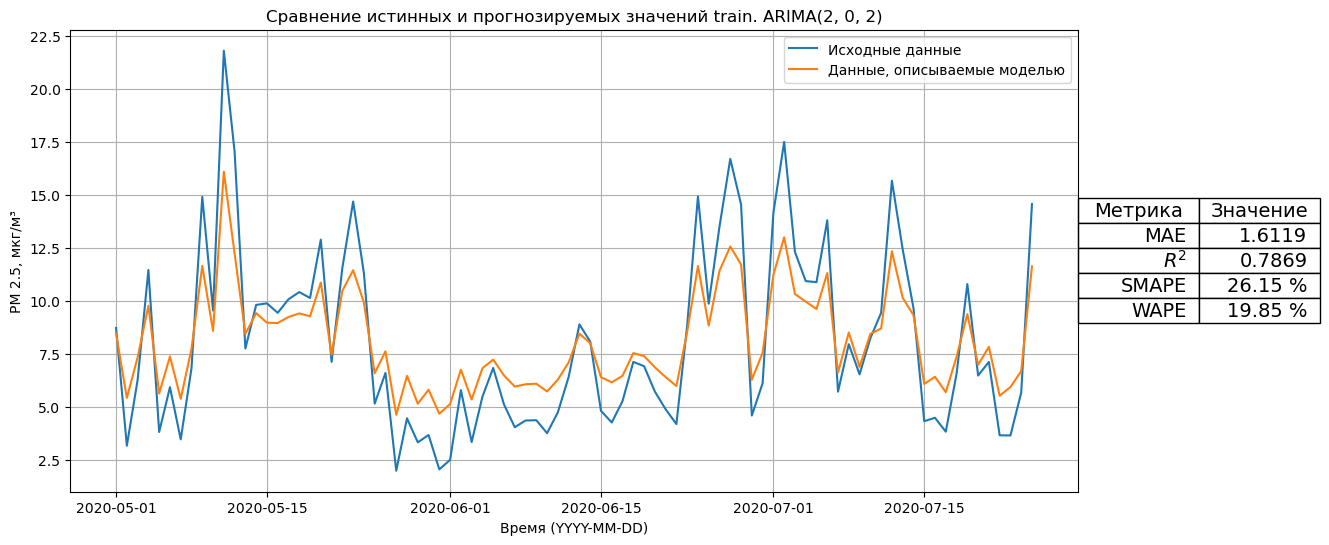 Сравнение истинных и прогнозируемых значений train. ARIMA(2, 0, 2)
Исходные данные
Данные, описываемые моделью
22.5
20.0
17.5
15.0
12.5
10.0
7.5
5.0
2.5
PM 2.5, мкг/м³
2020-05-01 2020-05-15 2020-06-01 2020-06-15 2020-07-01 2020-07-15
Время (YYYY-MM-DD)
Метрика Значение
MAE 1.6119
R² 0.7869
SMAPE 26.15 %
WAPE 19.85 %